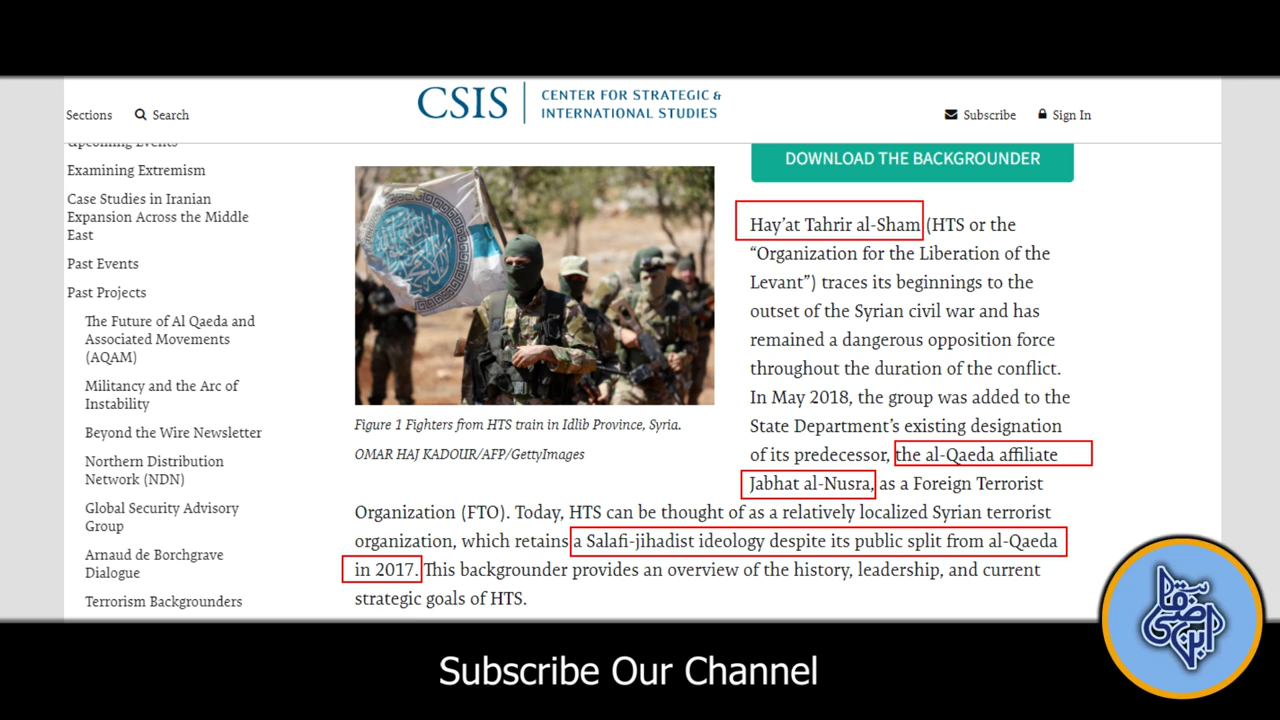 CSIS
CENTER FOR STRATEGIC &
INTERNATIONAL STUDIES
Sections
Search
Subscribe
Sign In
Upcoming Events
Examining Extremism
Case Studies in Iranian
Expansion Across the Middle
East
Past Events
Past Projects
The Future of Al Qaeda and
Associated Movements
(AQAM)
Militancy and the Arc of
Instability
Beyond the Wire Newsletter
Northern Distribution
Network (NDN)
Global Security Advisory
Group
Arnaud de Borchgrave
Dialogue
Terrorism Backgrounders
Figure 1 Fighters from HTS train in Idlib Province, Syria.
OMAR HAJ KADOUR/AFP/GettyImages
DOWNLOAD THE BACKGROUNDER
Hay’at Tahrir al-Sham (HTS or the
“Organization for the Liberation of the
Levant”) traces its beginnings to the
outset of the Syrian civil war and has
remained a dangerous opposition force
throughout the duration of the conflict.
In May 2018, the group was added to the
State Department’s existing designation
of its predecessor, the al-Qaeda affiliate
Jabhat al-Nusra, as a Foreign Terrorist
Organization (FTO). Today, HTS can be thought of as a relatively localized Syrian terrorist
organization, which retains a Salafi-jihadist ideology despite its public split from al-Qaeda
in 2017. This backgrounder provides an overview of the history, leadership, and current
strategic goals of HTS.
Subscribe Our Channel